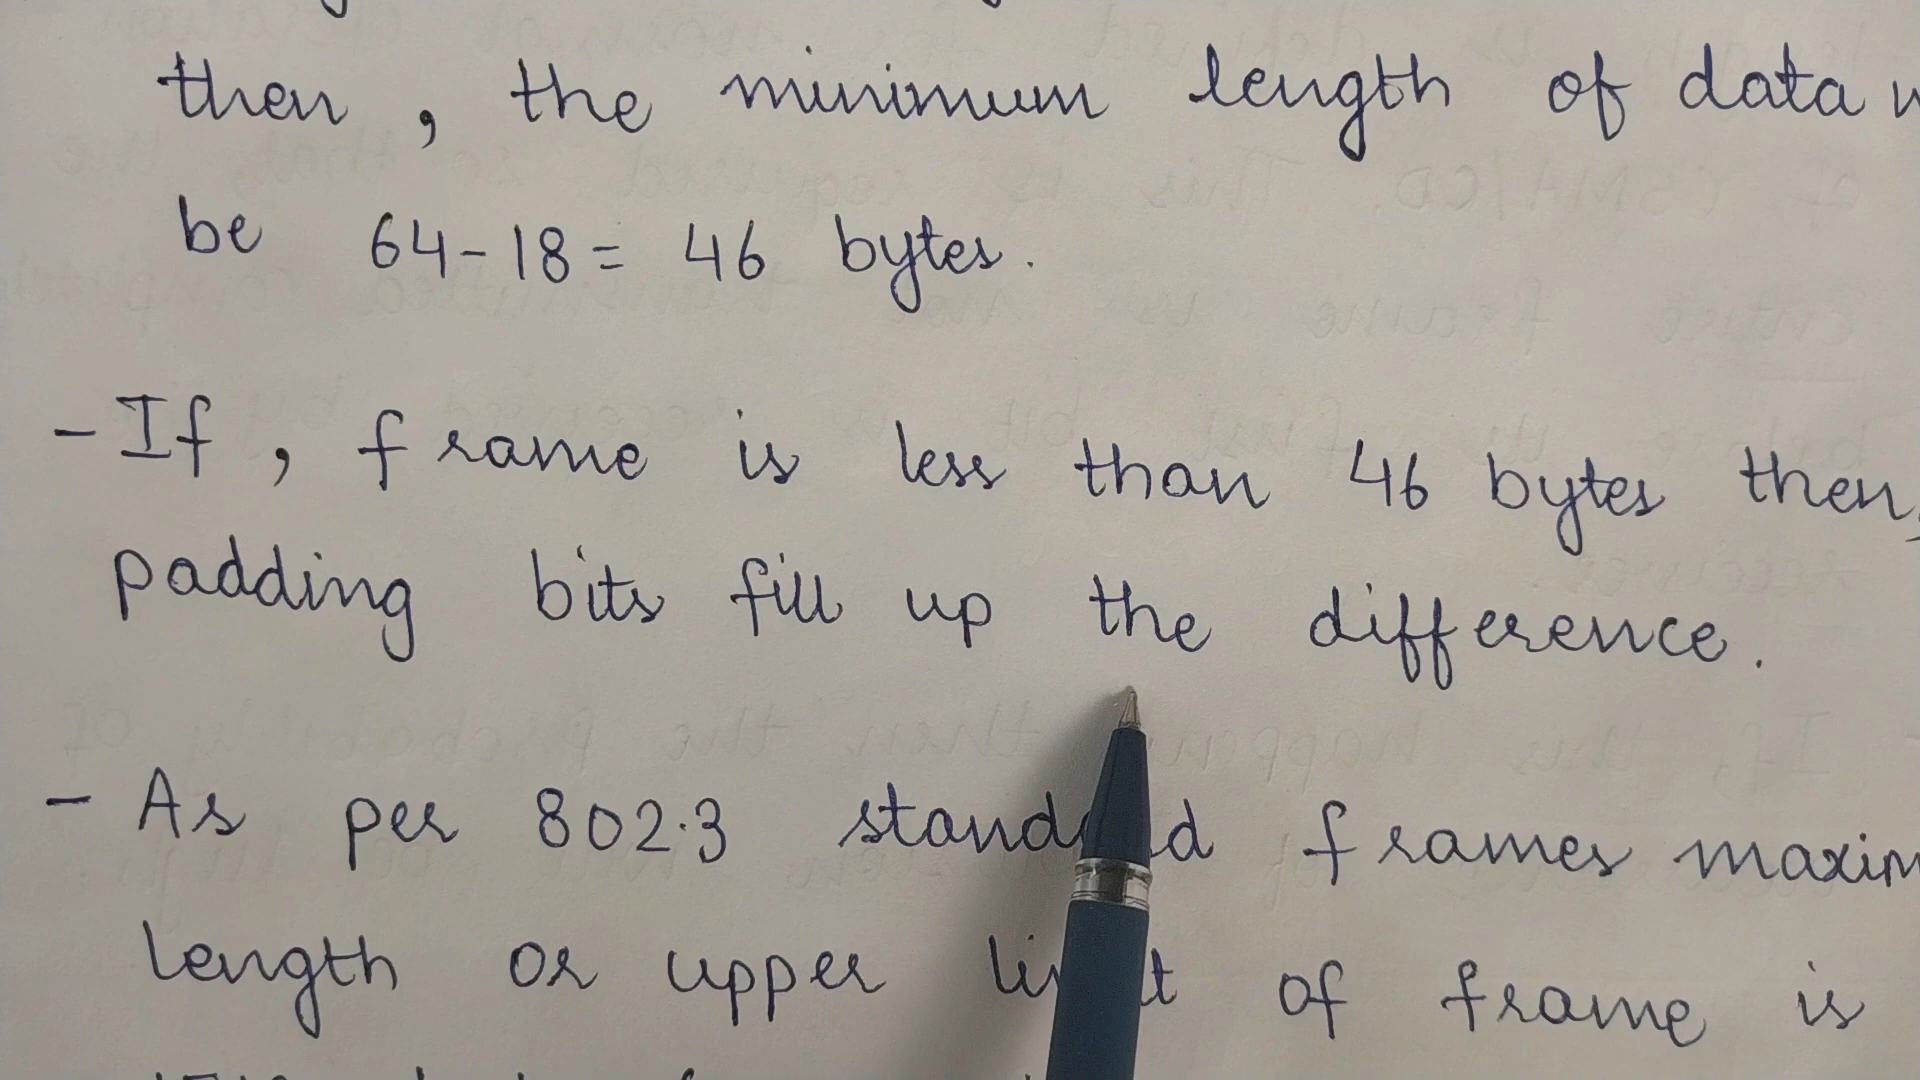 then, the minimum length of data
be 64-18= 46 bytes.
- If, frame is less than 46 bytes then,
padding bits fill up the difference.
- As per 802.3 frames
length or upper of frame is